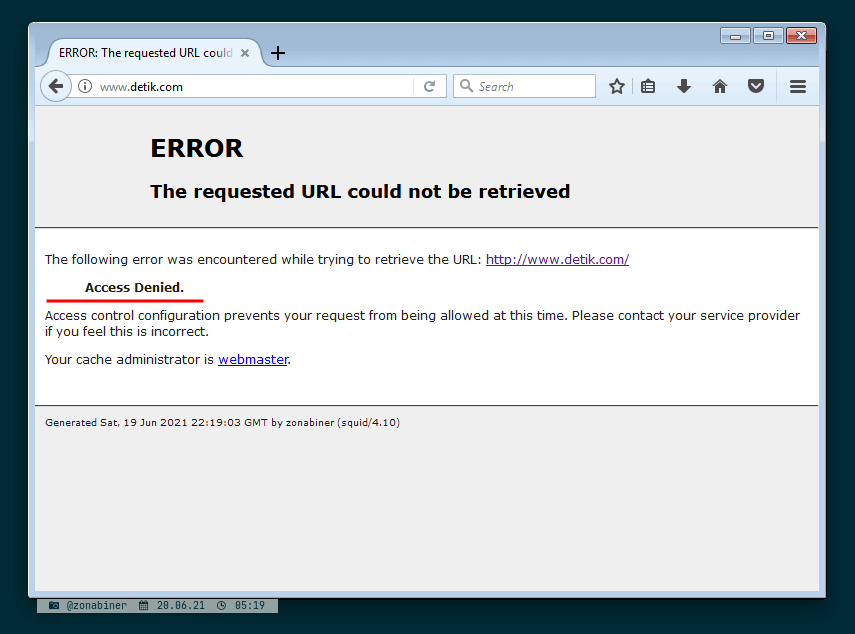 ERROR: The requested URL could
www.detik.com
Search
ERROR
The requested URL could not be retrieved
The following error was encountered while trying to retrieve the URL: http://www.detik.com/
Access Denied.
Access control configuration prevents your request from being allowed at this time. Please contact your service provider
if you feel this is incorrect.
Your cache administrator is webmaster.
Generated Sat, 19 Jun 2021 22:19:03 GMT by zonabiner (squid/4.10)
@zonabiner 20.06.21 05:19